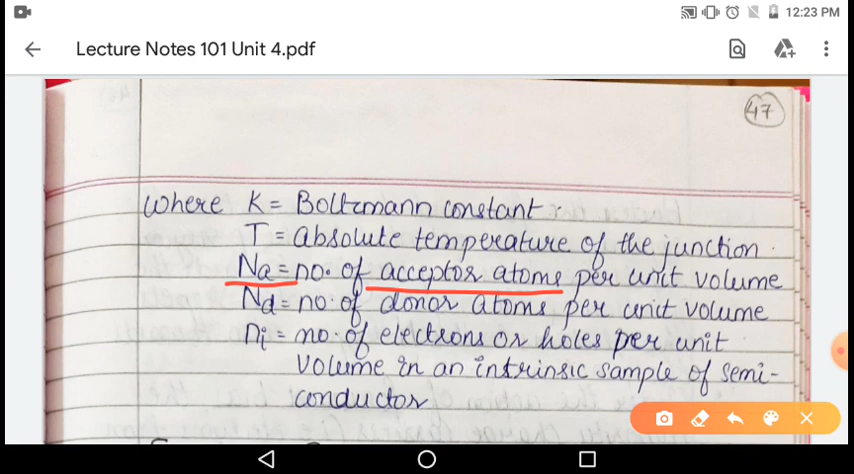 12:23 PM
Lecture Notes 101 Unit 4.pdf
47
where K = Boltzmann constant.
T = absolute temperature of the junction.
Na = no. of acceptor atoms per unit volume
Nd = no. of donor atoms per unit volume
ni = no. of electrons or holes per unit
volume in an intrinsic sample of semi-
conductor